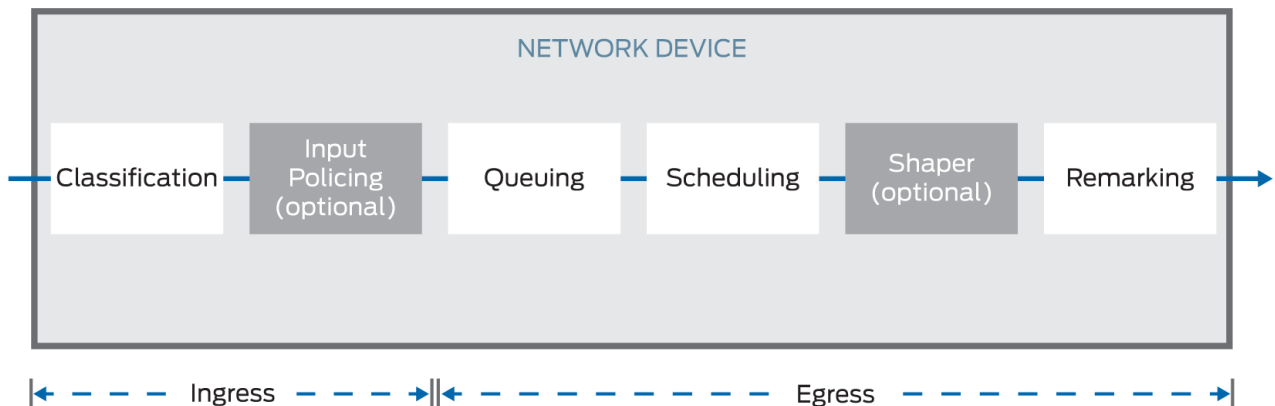 NETWORK DEVICE
Classification
Input
Policing
(optional)
Queuing
Scheduling
Shaper
(optional)
Remarking
Ingress
Egress